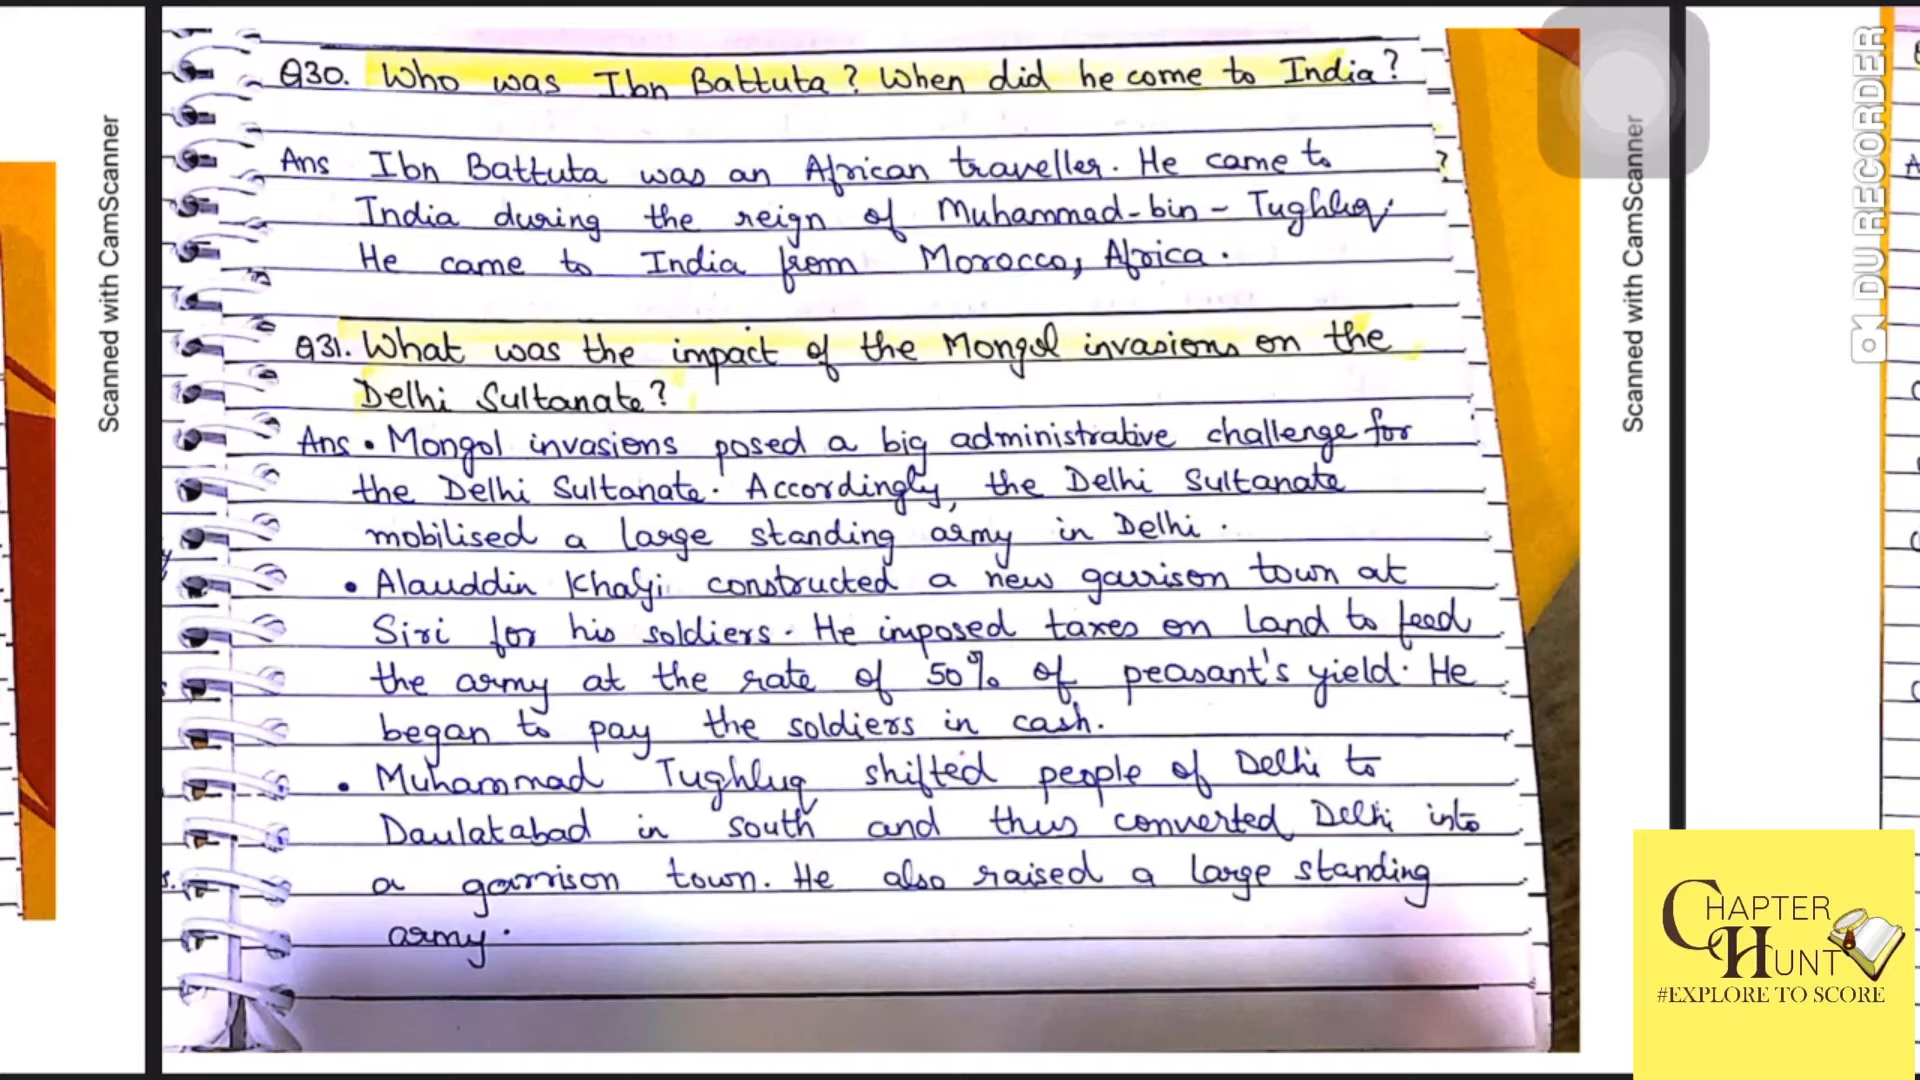 Scanned with CamScanner
Q30. Who was Ibn Battuta? When did he come to India?
Ans Ibn Battuta was an African traveller. He came to
India during the reign of Muhammad-bin-Tughluq.
He came to India from Morocco, Africa.
Q31. What was the impact of the Mongol invasions on the
Delhi Sultanate?
Ans • Mongol invasions posed a big administrative challenge for
the Delhi Sultanate. Accordingly, the Delhi Sultanate
mobilised a large standing army in Delhi.
• Alauddin Khalji constructed a new garrison town at
Siri for his soldiers. He imposed taxes on land to feed
the army at the rate of 50% of peasant's yield. He
began to pay the soldiers in cash.
• Muhammad Tughluq shifted people of Delhi to
Daulatabad in south and thus converted Delhi into
a garrison town. He also raised a large standing
army.
Scanned with CamScanner
DU RECORDER
CHAPTER
HUNT
#EXPLORE TO SCORE